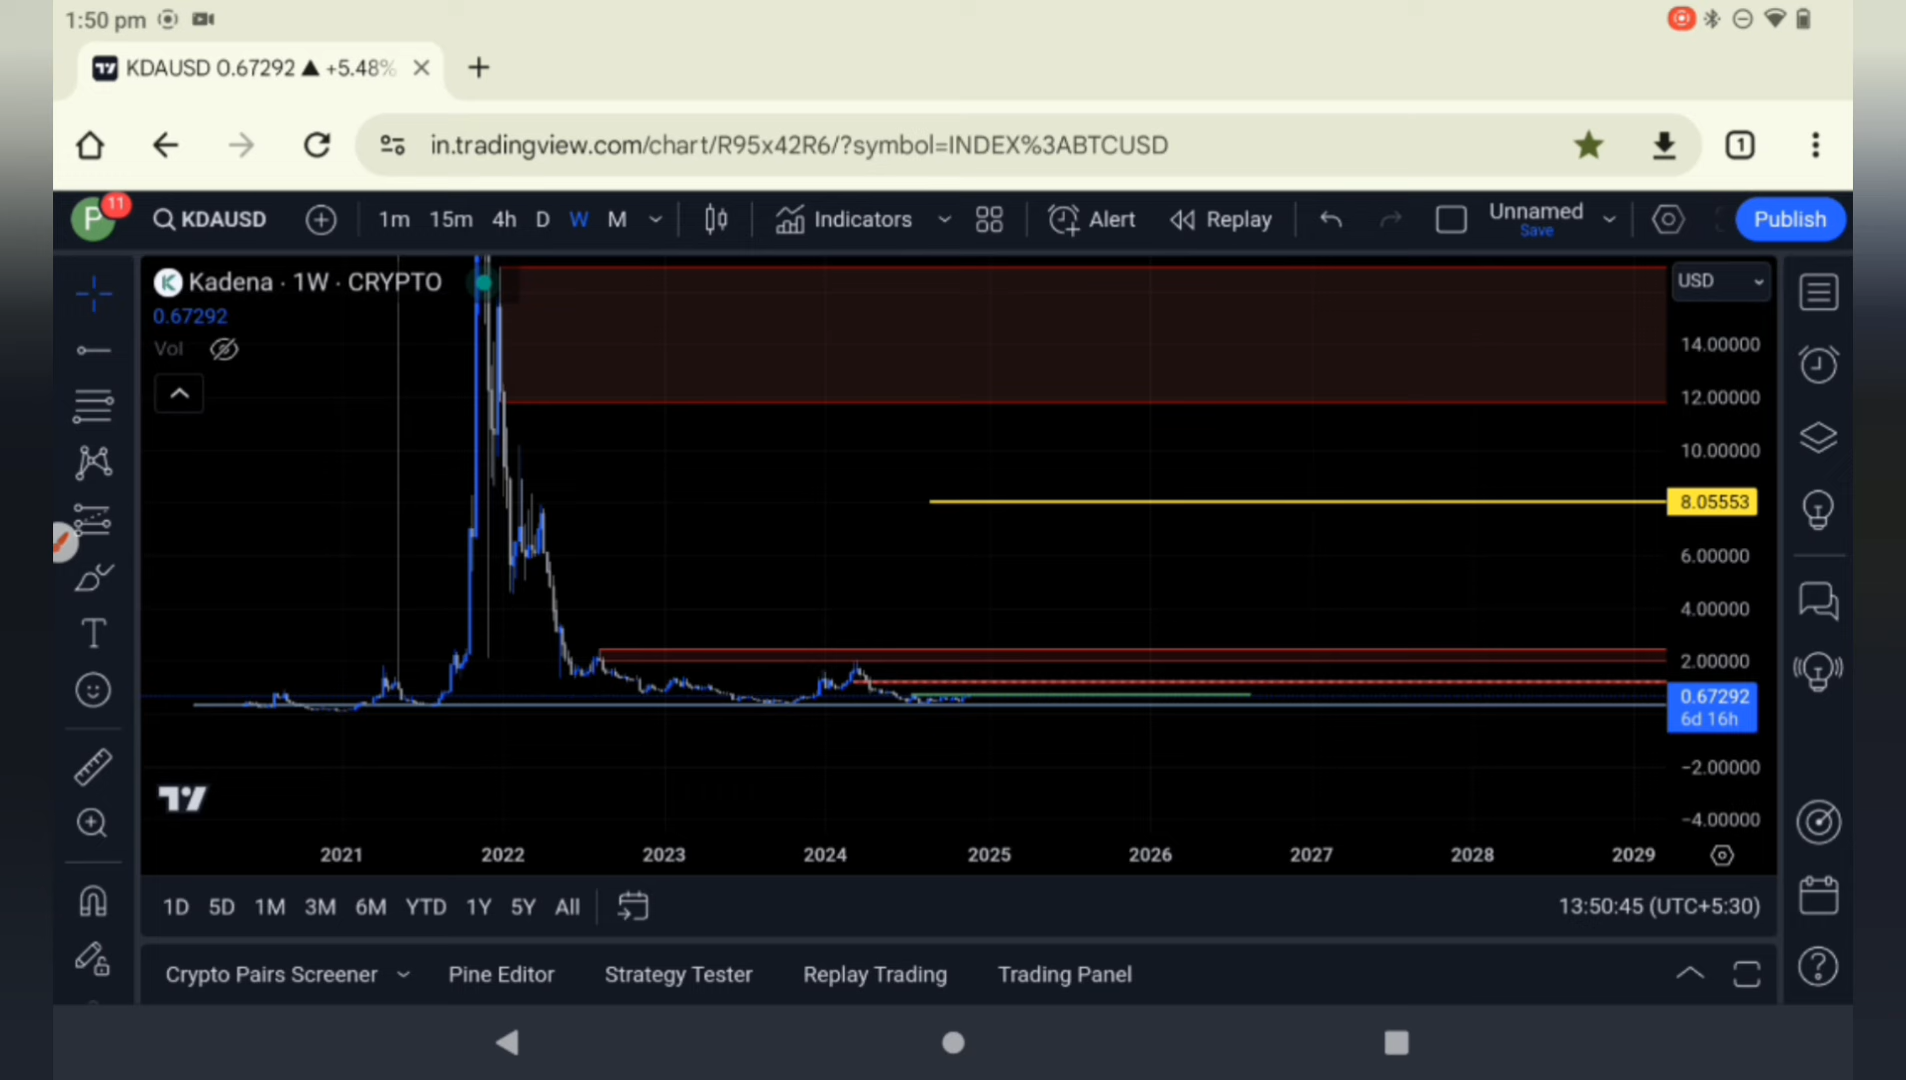 1:50 pm
KDAUSD 0.67292 ▲ +5.48%
in.tradingview.com/chart/R95x42R6/?symbol=INDEX%3ABTCUSD
1
P 11
KDAUSD
1m 15m 4h D W M
Indicators
Alert
Replay
Unnamed
Save
Publish
Kadena · 1W · CRYPTO
0.67292
Vol
USD
14.00000
12.00000
10.00000
8.05553
6.00000
4.00000
2.00000
0.67292
6d 16h
−2.00000
−4.00000
2021 2022 2023 2024 2025 2026 2027 2028 2029
1D 5D 1M 3M 6M YTD 1Y 5Y All
13:50:45 (UTC+5:30)
Crypto Pairs Screener Pine Editor Strategy Tester Replay Trading Trading Panel